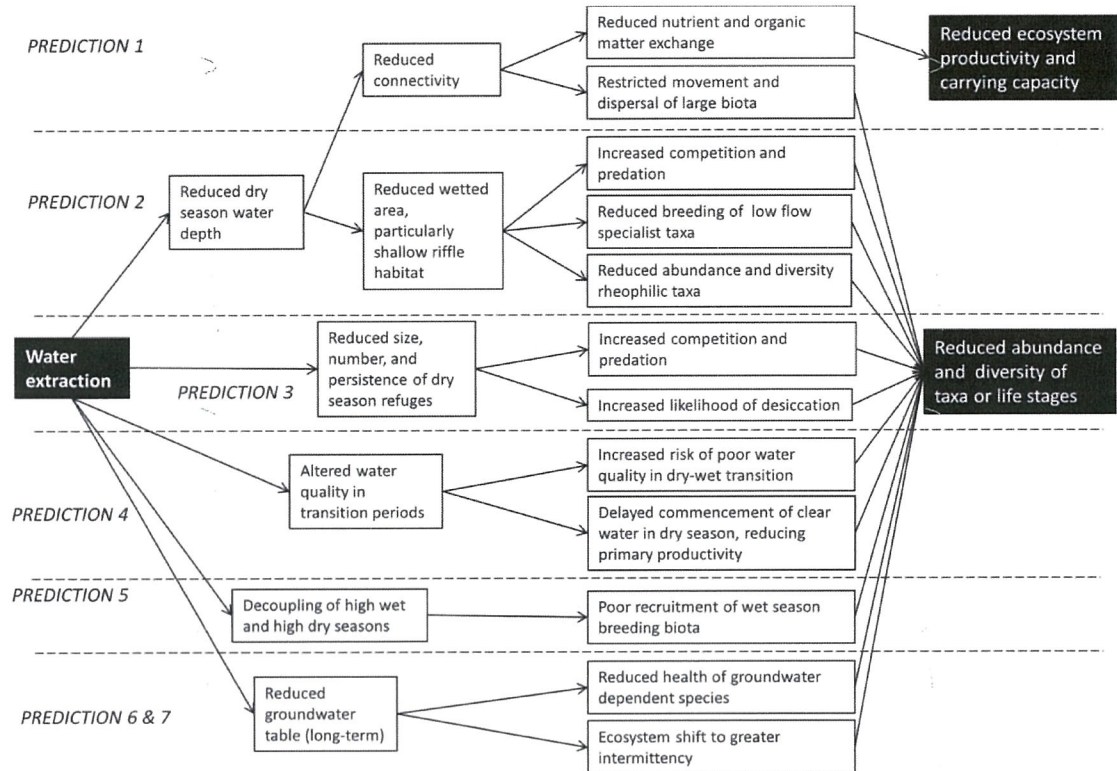 PREDICTION 1
Reduced
connectivity
Reduced nutrient and organic
matter exchange
Restricted movement and
dispersal of large biota
Reduced ecosystem
productivity and
carrying capacity
PREDICTION 2
Reduced dry
season water
depth
Reduced wetted
area,
particularly
shallow riffle
habitat
Increased competition and
predation
Reduced breeding of low flow
specialist taxa
Reduced abundance and diversity
rheophilic taxa
Water
extraction
PREDICTION 3
Reduced size,
number, and
persistence of dry
season refuges
Increased competition and
predation
Increased likelihood of desiccation
Reduced abundance
and diversity of
taxa or life stages
PREDICTION 4
Altered water
quality in
transition periods
Increased risk of poor water
quality in dry-wet transition
Delayed commencement of clear
water in dry season, reducing
primary productivity
PREDICTION 5
Decoupling of high wet
and high dry seasons
Poor recruitment of wet season
breeding biota
PREDICTION 6 & 7
Reduced
groundwater
table (long-term)
Reduced health of groundwater
dependent species
Ecosystem shift to greater
intermittency